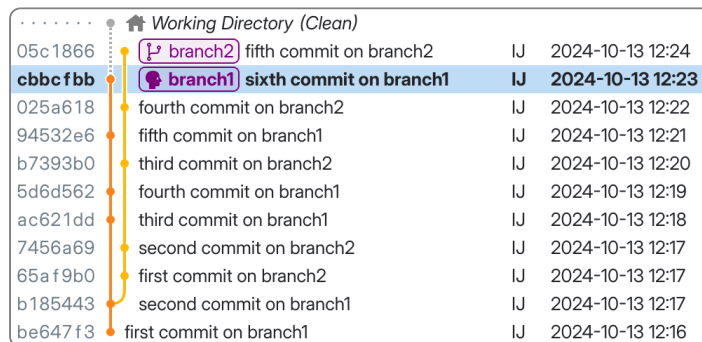 Working Directory (Clean)
05c1866 branch2 fifth commit on branch2 IJ 2024-10-13 12:24
cbbcfbb branch1 sixth commit on branch1 IJ 2024-10-13 12:23
025a618 fourth commit on branch2 IJ 2024-10-13 12:22
94532e6 fifth commit on branch1 IJ 2024-10-13 12:21
b7393b0 third commit on branch2 IJ 2024-10-13 12:20
5d6d562 fourth commit on branch1 IJ 2024-10-13 12:19
ac621dd third commit on branch1 IJ 2024-10-13 12:18
7456a69 second commit on branch2 IJ 2024-10-13 12:17
65af9b0 first commit on branch2 IJ 2024-10-13 12:17
b185443 second commit on branch1 IJ 2024-10-13 12:17
be647f3 first commit on branch1 IJ 2024-10-13 12:16